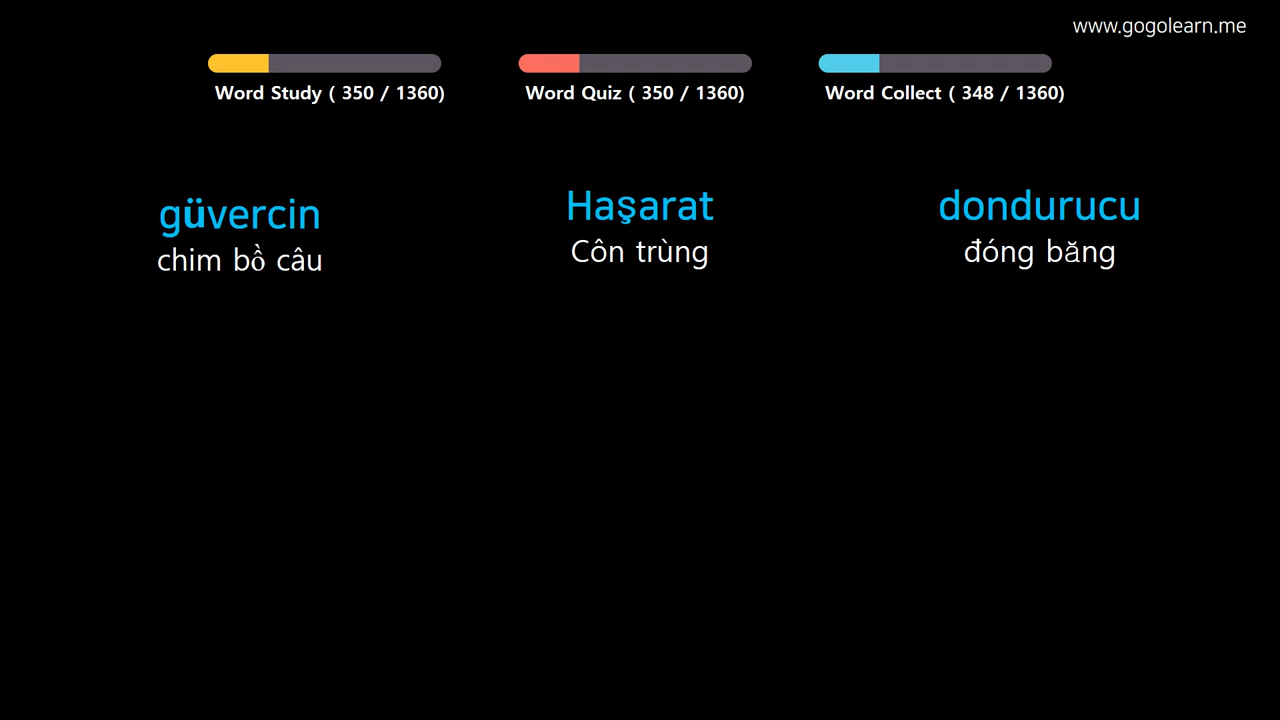 www.gogolearn.me
Word Study ( 350 / 1360)
Word Quiz ( 350 / 1360)
Word Collect ( 348 / 1360)
güvercin
chim bồ câu
Haşarat
Côn trùng
dondurucu
đóng băng